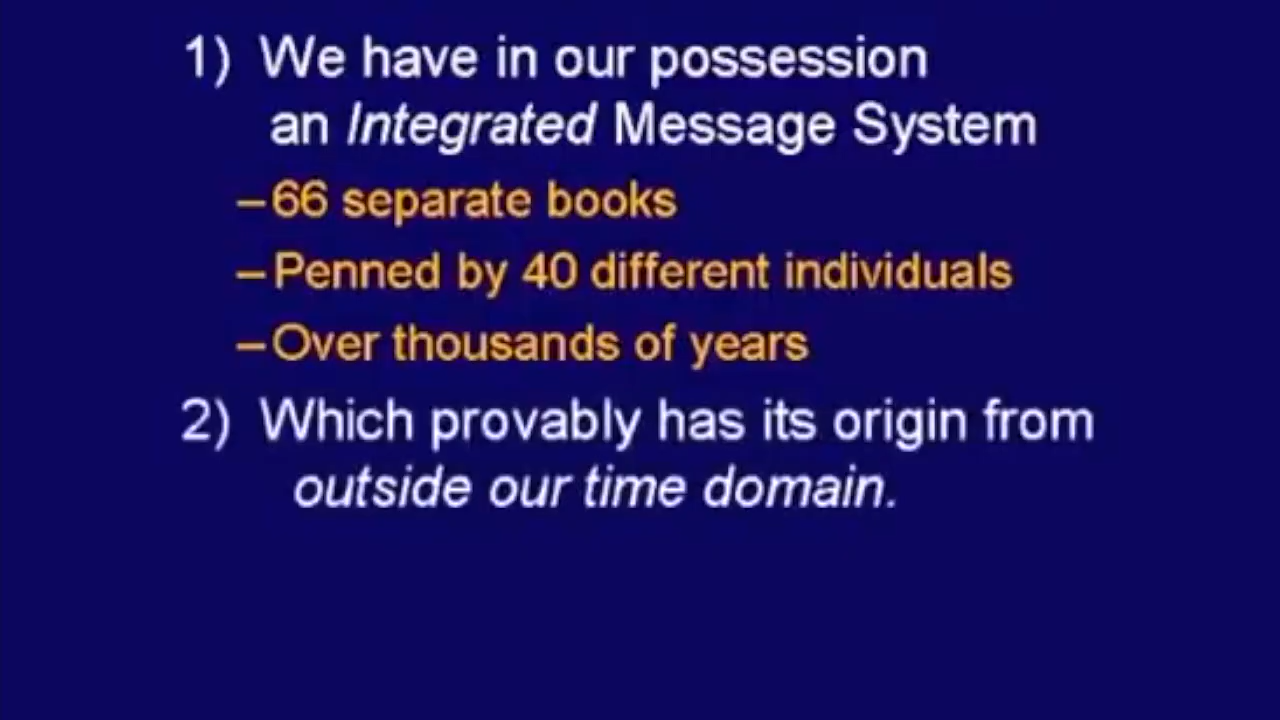 1) We have in our possession
an Integrated Message System
–66 separate books
–Penned by 40 different individuals
–Over thousands of years
2) Which provably has its origin from
outside our time domain.